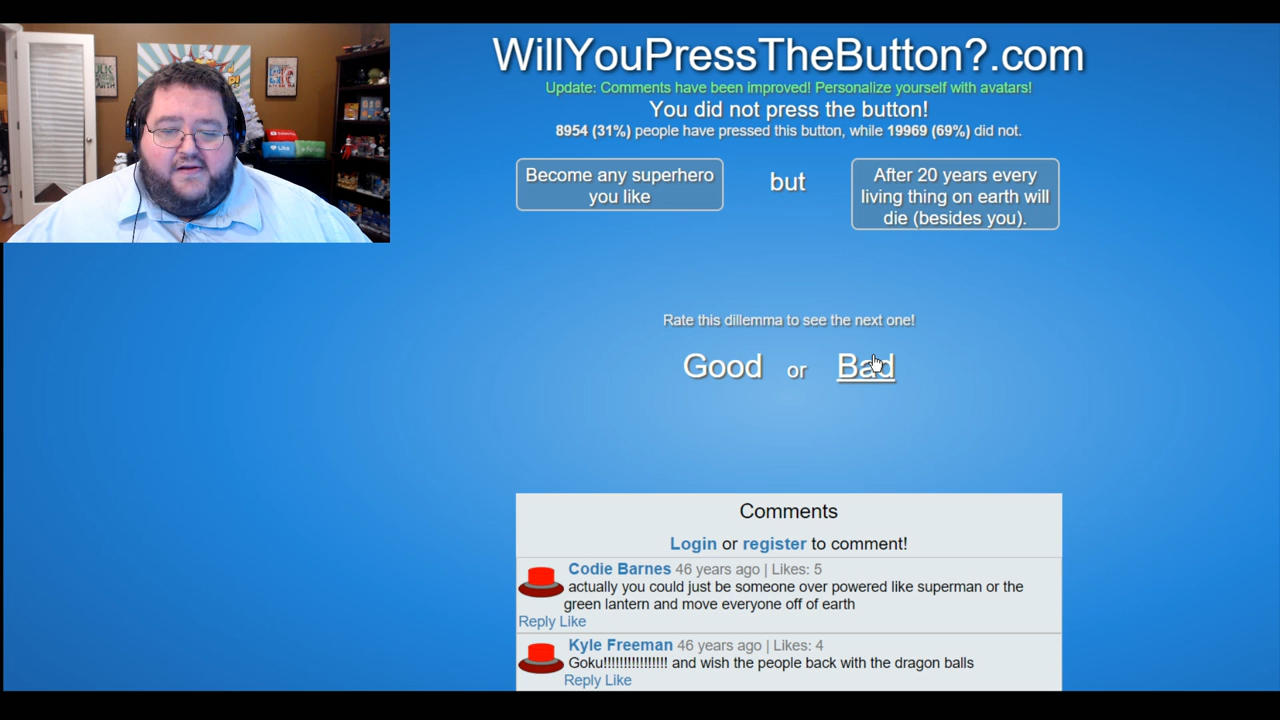 WillYouPressTheButton?.com
Update: Comments have been improved! Personalize yourself with avatars!
You did not press the button!
8954 (31%) people have pressed this button, while 19969 (69%) did not.
Become any superhero
you like
but
After 20 years every
living thing on earth will
die (besides you).
Rate this dillemma to see the next one!
Good or Bad
Comments
Login or register to comment!
Codie Barnes 46 years ago | Likes: 5
actually you could just be someone over powered like superman or the
green lantern and move everyone off of earth
Reply Like
Kyle Freeman 46 years ago | Likes: 4
Goku!!!!!!!!!!!!!!!! and wish the people back with the dragon balls
Reply Like